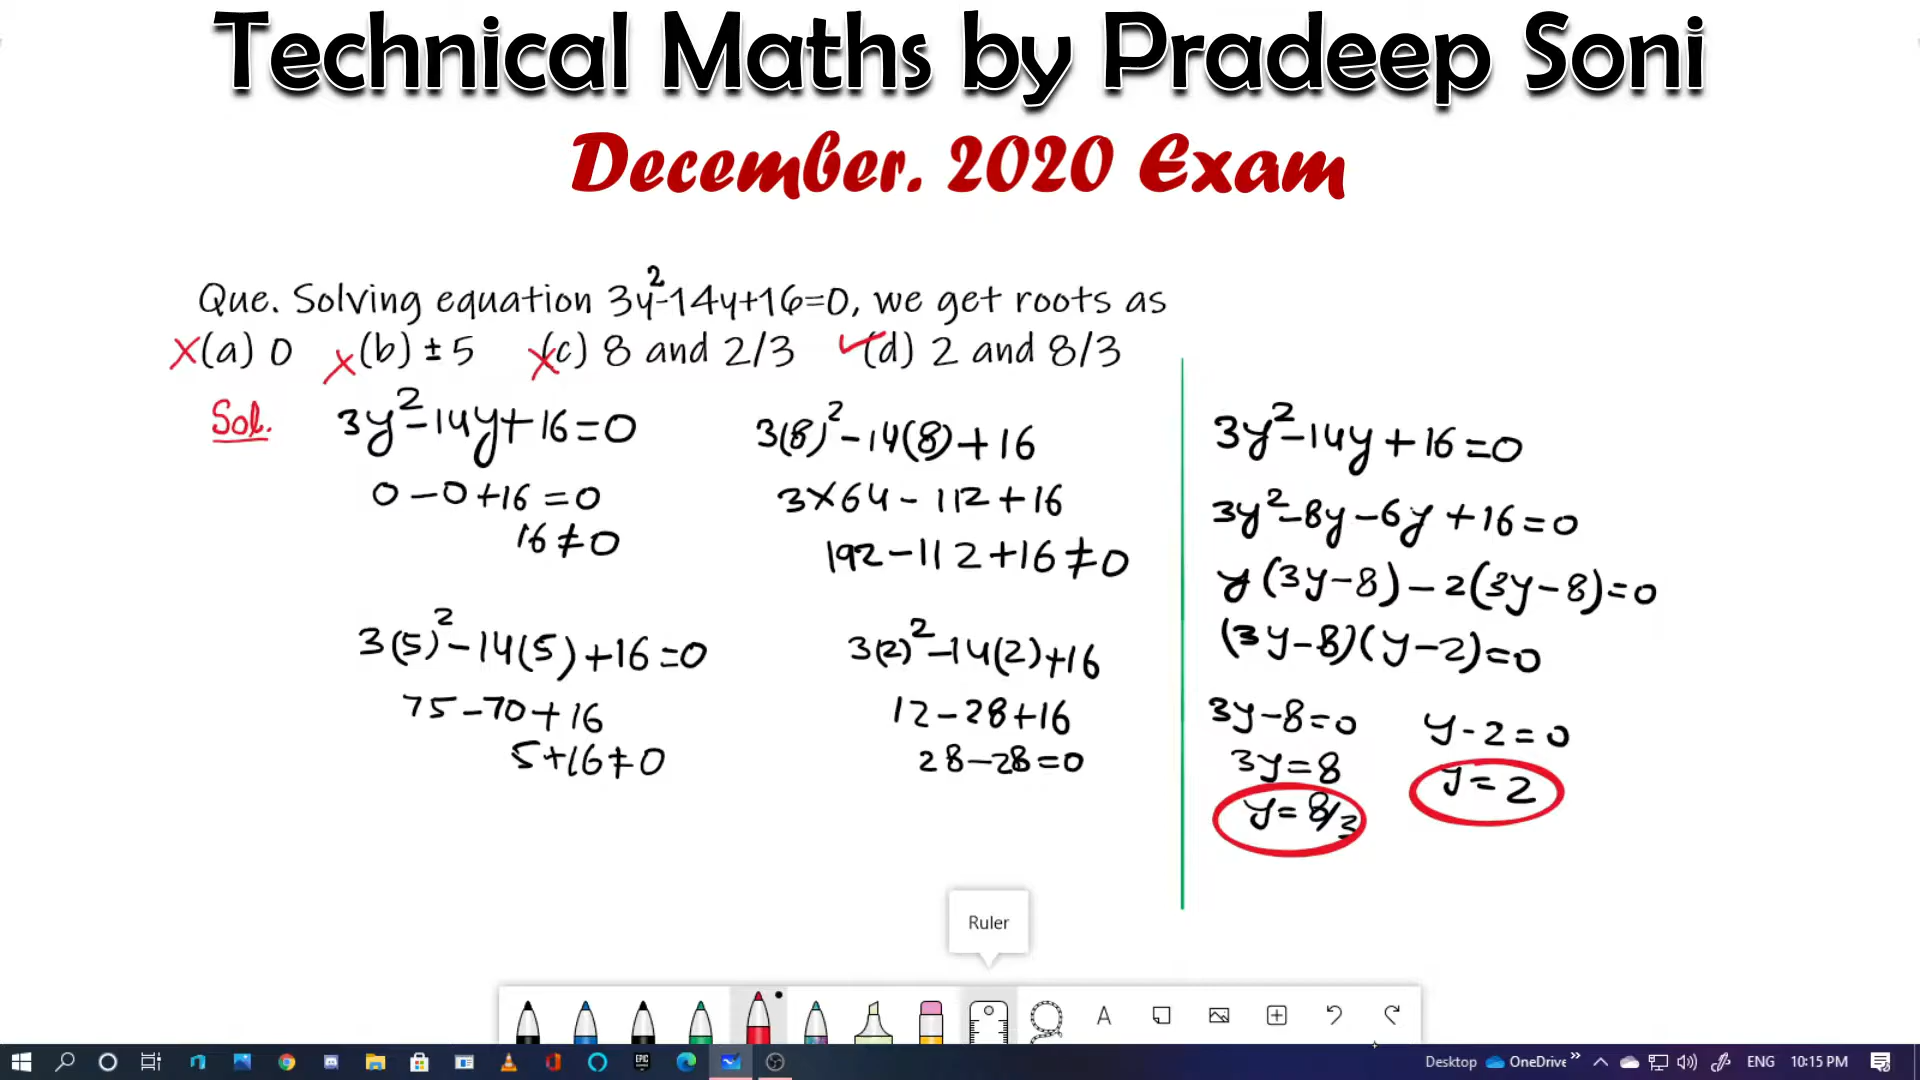 Technical Maths by Pradeep Soni
December. 2020 Exam
Que. Solving equation 3y²-14y+16=0, we get roots as
×(a) 0 ×(b) ±5 ×(c) 8 and 2/3 ✓(d) 2 and 8/3
Sol.
3y²-14y+16=0
0-0+16=0
16≠0
3(5)²-14(5)+16=0
75-70+16
5+16≠0
3(8)²-14(8)+16
3×64-112+16
192-112+16≠0
3(2)²-14(2)+16
12-28+16
28-28=0
3y²-14y+16=0
3y²-8y-6y+16=0
y(3y-8)-2(3y-8)=0
(3y-8)(y-2)=0
3y-8=0
3y=8
y=8/3
y-2=0
y=2
Ruler
A
EPIC
Desktop OneDrive » ENG 10:15 PM